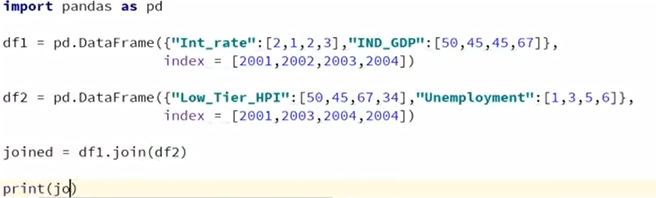 import pandas as pd
df1 = pd.DataFrame({"Int_rate":[2,1,2,3],"IND_GDP":[50,45,45,67]},
index = [2001,2002,2003,2004])
df2 = pd.DataFrame({"Low_Tier_HPI":[50,45,67,34],"Unemployment":[1,3,5,6]},
index = [2001,2003,2004,2004])
joined = df1.join(df2)
print(jo)